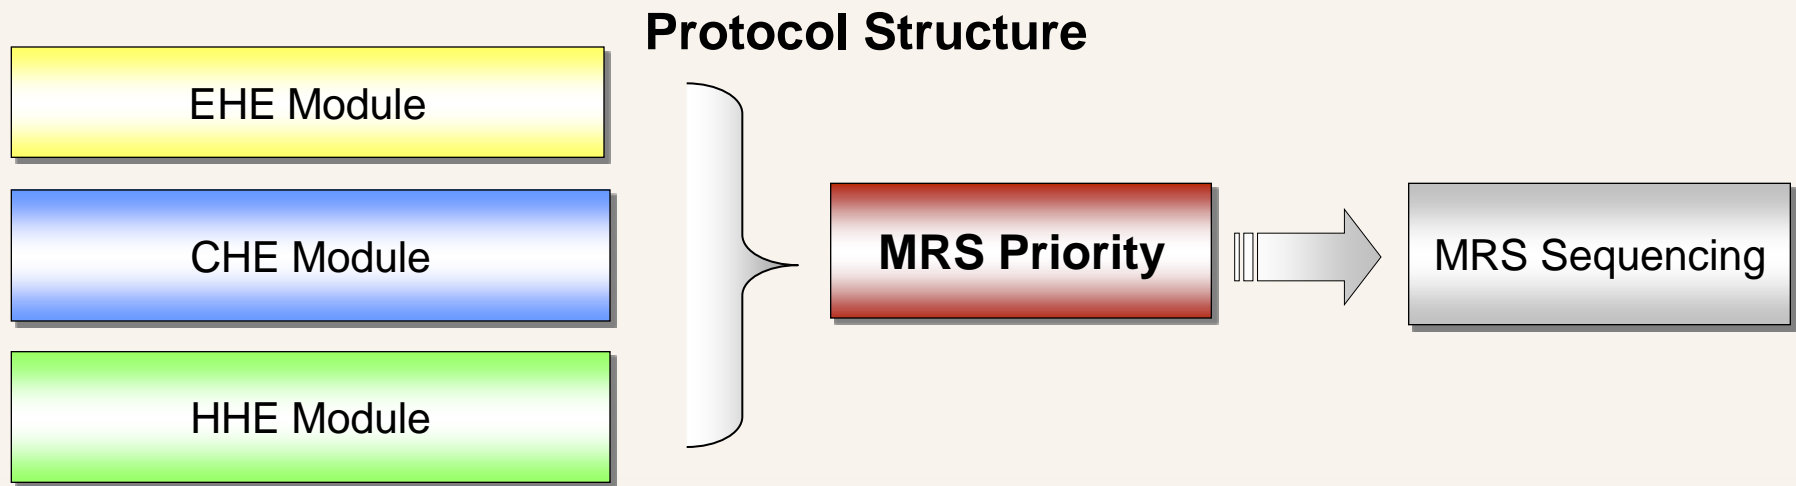 Protocol Structure
EHE Module
CHE Module
HHE Module
MRS Priority
MRS Sequencing